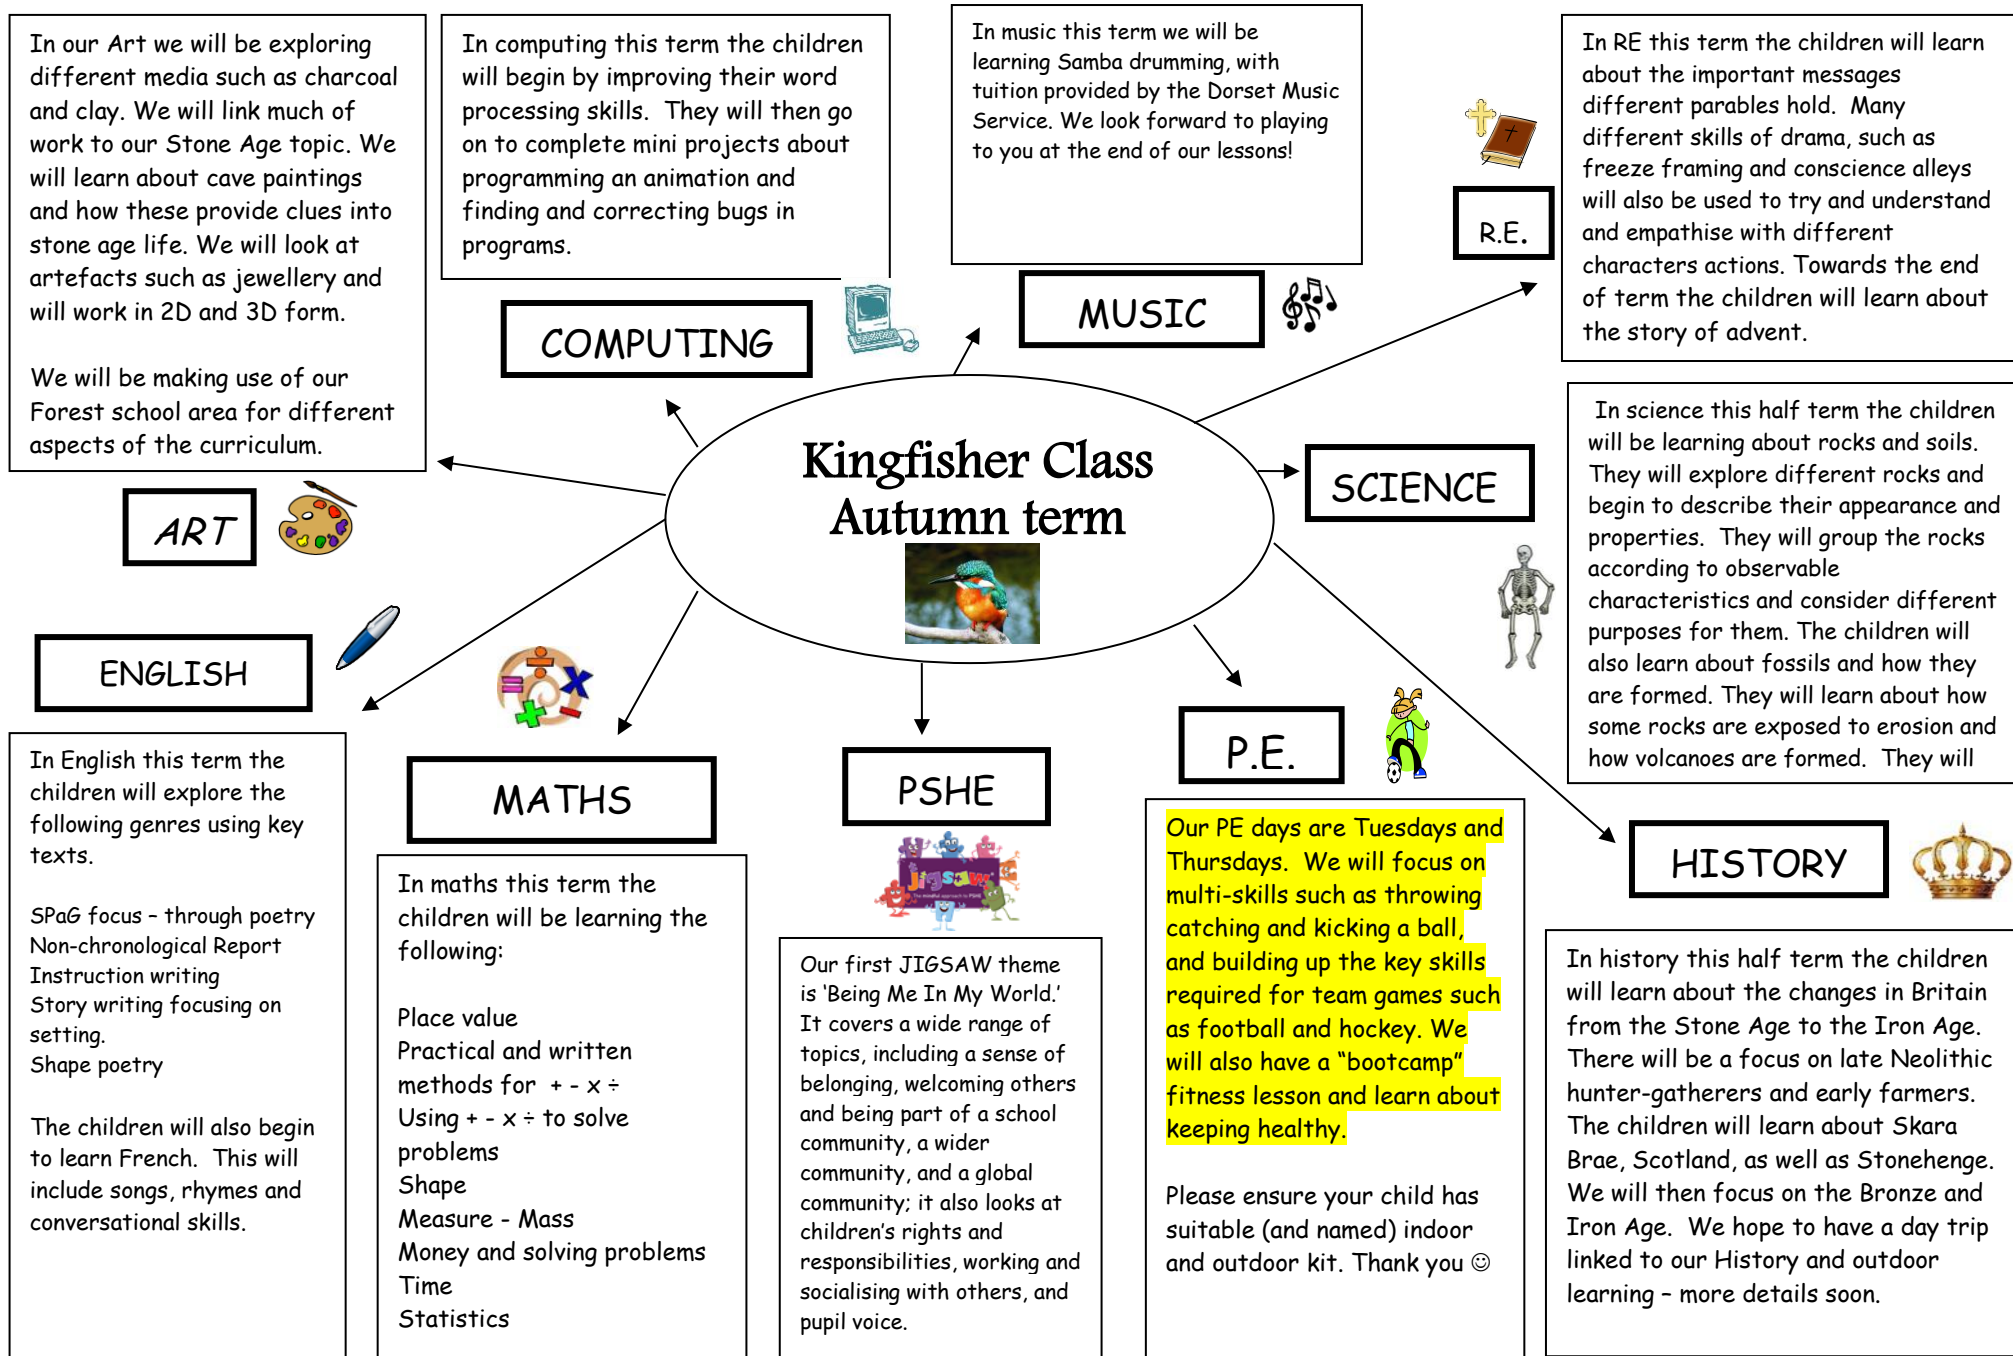 In our Art we will be exploring
different media such as charcoal
and clay. We will link much of
work to our Stone Age topic. We
will learn about cave paintings
and how these provide clues into
stone age life. We will look at
artefacts such as jewellery and
will work in 2D and 3D form.
We will be making use of our
Forest school area for different
aspects of the curriculum.
ART
In computing this term the children
will begin by improving their word
processing skills.  They will then go
on to complete mini projects about
programming an animation and
finding and correcting bugs in
programs.
COMPUTING
In music this term we will be
learning Samba drumming, with
tuition provided by the Dorset Music
Service. We look forward to playing
to you at the end of our lessons!
MUSIC
In RE this term the children will learn
about the important messages
different parables hold.  Many
different skills of drama, such as
freeze framing and conscience alleys
will also be used to try and understand
and empathise with different
characters actions. Towards the end
of term the children will learn about
the story of advent.
R.E.
Kingfisher Class
Autumn term
SCIENCE
In science this half term the children
will be learning about rocks and soils.
They will explore different rocks and
begin to describe their appearance and
properties.  They will group the rocks
according to observable
characteristics and consider different
purposes for them. The children will
also learn about fossils and how they
are formed. They will learn about how
some rocks are exposed to erosion and
how volcanoes are formed.  They will
ENGLISH
In English this term the
children will explore the
following genres using key
texts.
SPaG focus – through poetry
Non-chronological Report
Instruction writing
Story writing focusing on
setting.
Shape poetry
The children will also begin
to learn French.  This will
include songs, rhymes and
conversational skills.
MATHS
In maths this term the
children will be learning the
following:
Place value
Practical and written
methods for  + - x ÷
Using + - x ÷ to solve
problems
Shape
Measure - Mass
Money and solving problems
Time
Statistics
PSHE
jigsaw
The mindful approach to PSHE
Our first JIGSAW theme
is ‘Being Me In My World.’
It covers a wide range of
topics, including a sense of
belonging, welcoming others
and being part of a school
community, a wider
community, and a global
community; it also looks at
children’s rights and
responsibilities, working and
socialising with others, and
pupil voice.
P.E.
Our PE days are Tuesdays and
Thursdays.  We will focus on
multi-skills such as throwing
catching and kicking a ball,
and building up the key skills
required for team games such
as football and hockey. We
will also have a “bootcamp”
fitness lesson and learn about
keeping healthy.
Please ensure your child has
suitable (and named) indoor
and outdoor kit. Thank you ☺
HISTORY
In history this half term the children
will learn about the changes in Britain
from the Stone Age to the Iron Age.
There will be a focus on late Neolithic
hunter-gatherers and early farmers.
The children will learn about Skara
Brae, Scotland, as well as Stonehenge.
We will then focus on the Bronze and
Iron Age.  We hope to have a day trip
linked to our History and outdoor
learning – more details soon.